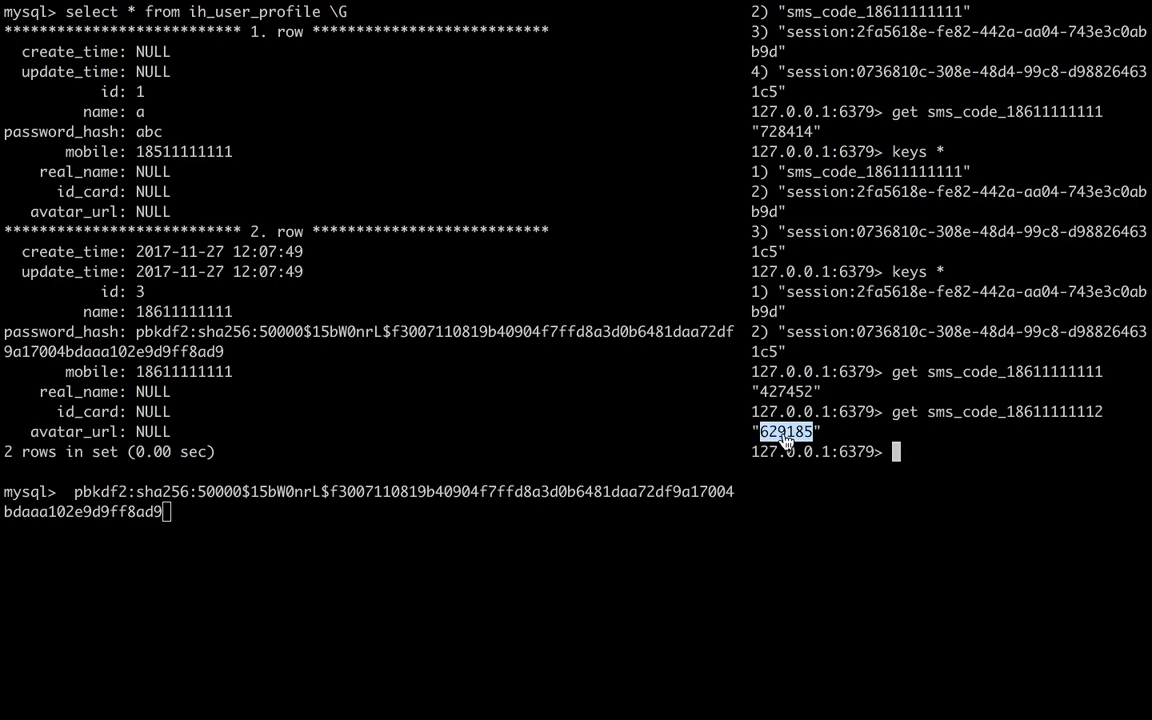 mysql> select * from ih_user_profile \G
*************************** 1. row ***************************
create_time: NULL
update_time: NULL
id: 1
name: a
password_hash: abc
mobile: 18511111111
real_name: NULL
id_card: NULL
avatar_url: NULL
*************************** 2. row ***************************
create_time: 2017-11-27 12:07:49
update_time: 2017-11-27 12:07:49
id: 3
name: 18611111111
password_hash: pbkdf2:sha256:50000$15bW0nrL$f3007110819b40904f7ffd8a3d0b6481daa72df
9a17004bdaaa102e9d9ff8ad9
mobile: 18611111111
real_name: NULL
id_card: NULL
avatar_url: NULL
2 rows in set (0.00 sec)
mysql>  pbkdf2:sha256:50000$15bW0nrL$f3007110819b40904f7ffd8a3d0b6481daa72df9a17004
bdaaa102e9d9ff8ad9
2) "sms_code_18611111111"
3) "session:2fa5618e-fe82-442a-aa04-743e3c0ab
b9d"
4) "session:0736810c-308e-48d4-99c8-d98826463
1c5"
127.0.0.1:6379> get sms_code_18611111111
"728414"
127.0.0.1:6379> keys *
1) "sms_code_18611111111"
2) "session:2fa5618e-fe82-442a-aa04-743e3c0ab
b9d"
3) "session:0736810c-308e-48d4-99c8-d98826463
1c5"
127.0.0.1:6379> keys *
1) "session:2fa5618e-fe82-442a-aa04-743e3c0ab
b9d"
2) "session:0736810c-308e-48d4-99c8-d98826463
1c5"
127.0.0.1:6379> get sms_code_18611111111
"427452"
127.0.0.1:6379> get sms_code_18611111112
"629185"
127.0.0.1:6379>